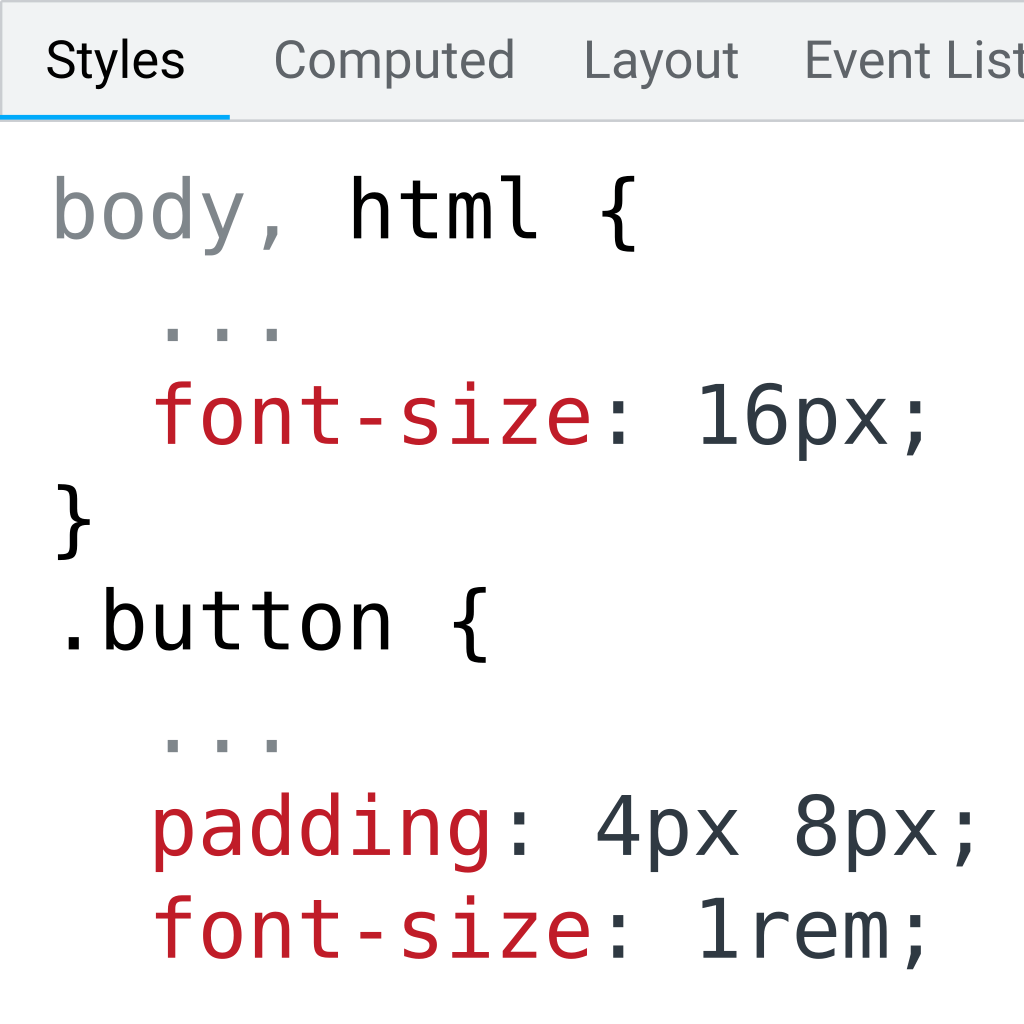 Styles Computed Layout Event List
body, html {
...
font-size: 16px;
}
.button {
...
padding: 4px 8px;
font-size: 1rem;